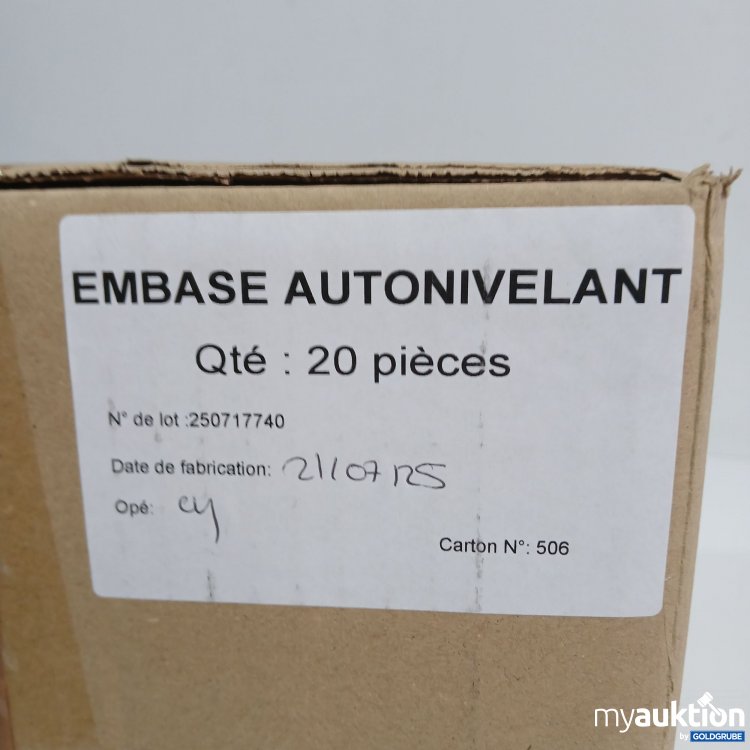 EMBASE AUTONIVELANT
Qté : 20 pièces
N° de lot :250717740
Date de fabrication: 21/07/25
Opé: cy
Carton N°: 506
myauktion
by GOLDGRUBE